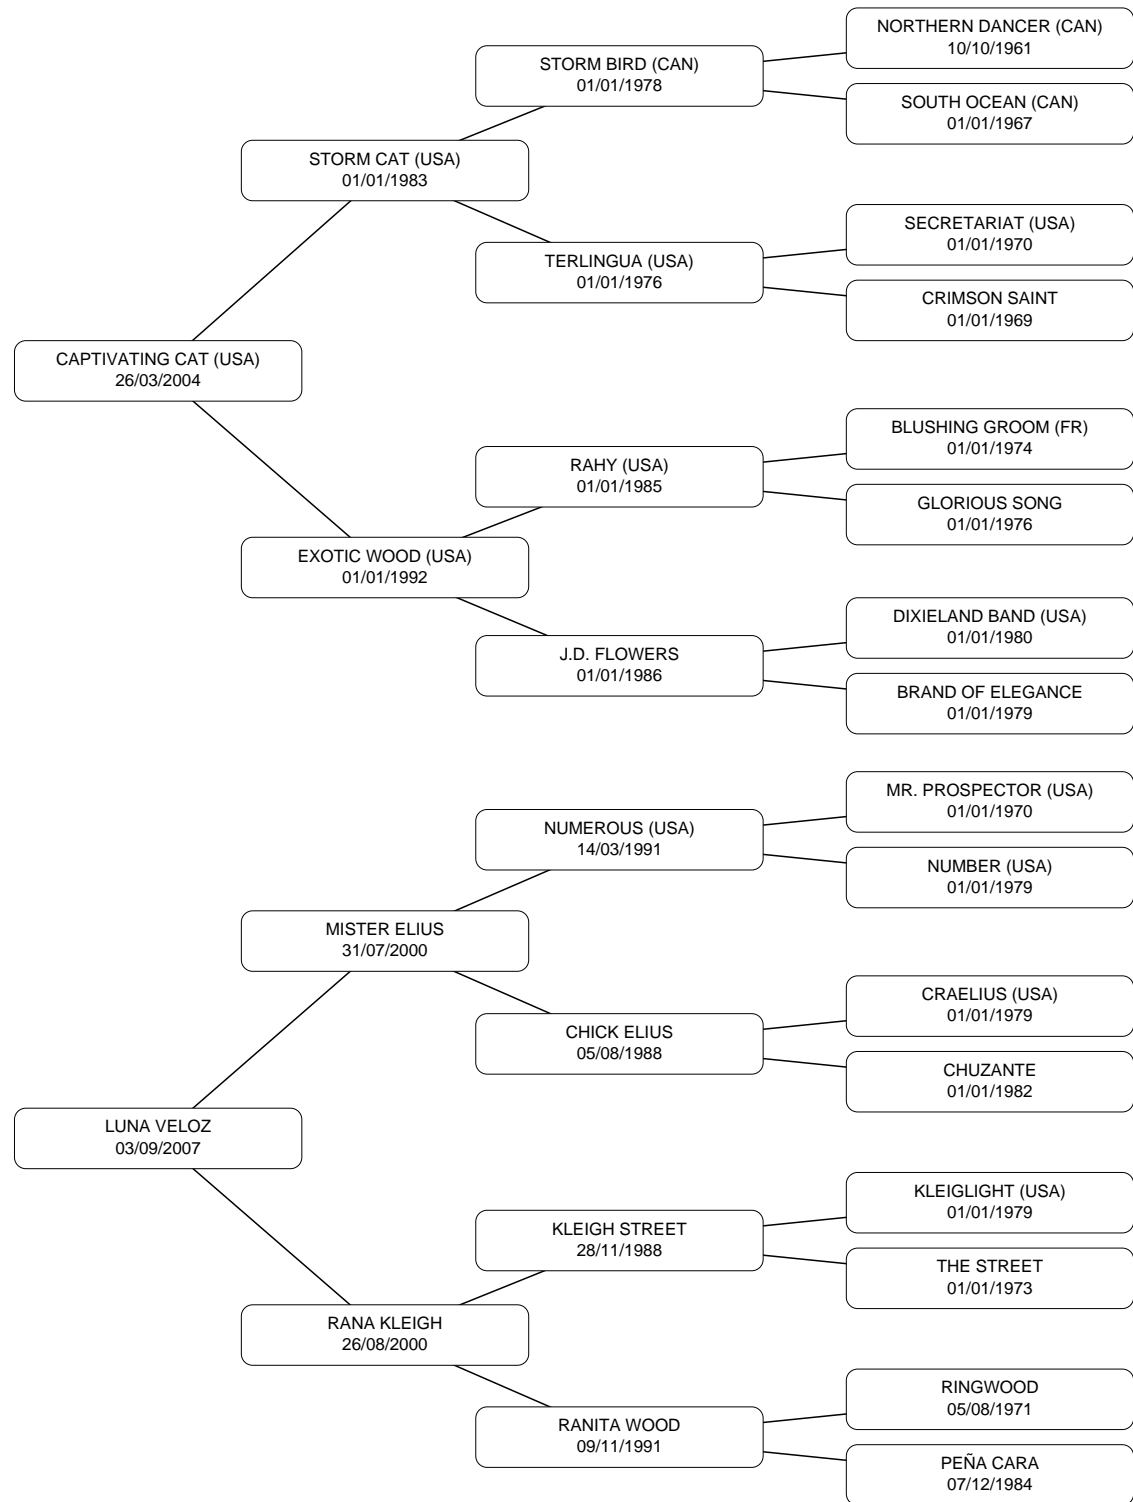 NORTHERN DANCER (CAN)
10/10/1961
STORM BIRD (CAN)
01/01/1978
SOUTH OCEAN (CAN)
01/01/1967
STORM CAT (USA)
01/01/1983
SECRETARIAT (USA)
01/01/1970
TERLINGUA (USA)
01/01/1976
CRIMSON SAINT
01/01/1969
CAPTIVATING CAT (USA)
26/03/2004
BLUSHING GROOM (FR)
01/01/1974
RAHY (USA)
01/01/1985
GLORIOUS SONG
01/01/1976
EXOTIC WOOD (USA)
01/01/1992
DIXIELAND BAND (USA)
01/01/1980
J.D. FLOWERS
01/01/1986
BRAND OF ELEGANCE
01/01/1979
MR. PROSPECTOR (USA)
01/01/1970
NUMEROUS (USA)
14/03/1991
NUMBER (USA)
01/01/1979
MISTER ELIUS
31/07/2000
CRAELIUS (USA)
01/01/1979
CHICK ELIUS
05/08/1988
CHUZANTE
01/01/1982
LUNA VELOZ
03/09/2007
KLEIGLIGHT (USA)
01/01/1979
KLEIGH STREET
28/11/1988
THE STREET
01/01/1973
RANA KLEIGH
26/08/2000
RINGWOOD
05/08/1971
RANITA WOOD
09/11/1991
PEÑA CARA
07/12/1984